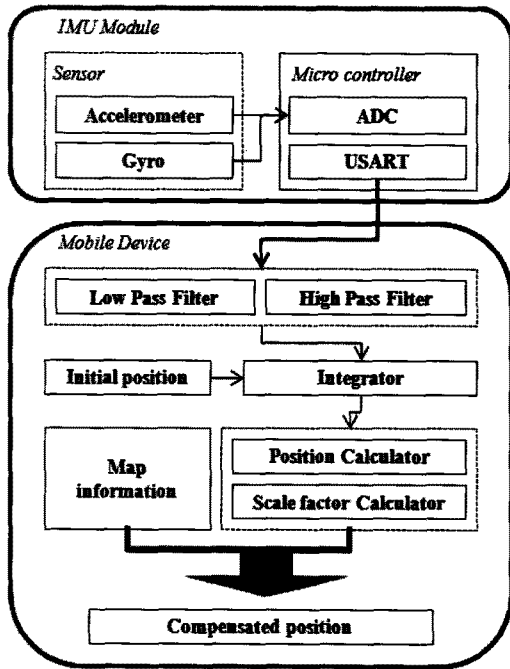 IMU Module
Sensor
Accelerometer
Gyro
Micro controller
ADC
USART
Mobile Device
Low Pass Filter
High Pass Filter
Initial position
Integrator
Map
information
Position Calculator
Scale factor Calculator
Compensated position